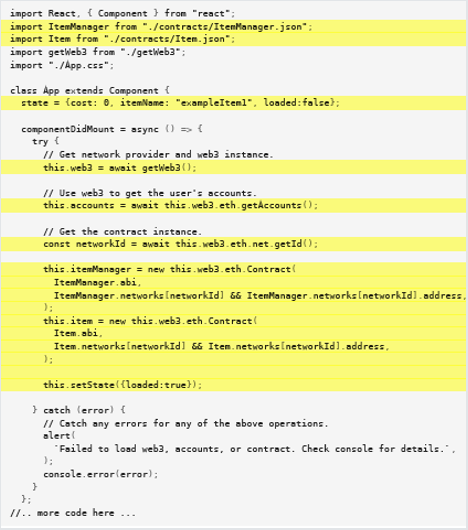 import React, { Component } from "react";
import ItemManager from "./contracts/ItemManager.json";
import Item from "./contracts/Item.json";
import getWeb3 from "./getWeb3";
import "./App.css";
class App extends Component {
state = {cost: 0, itemName: "exampleItem1", loaded:false};
componentDidMount = async () => {
try {
// Get network provider and web3 instance.
this.web3 = await getWeb3();
// Use web3 to get the user's accounts.
this.accounts = await this.web3.eth.getAccounts();
// Get the contract instance.
const networkId = await this.web3.eth.net.getId();
this.itemManager = new this.web3.eth.Contract(
ItemManager.abi,
ItemManager.networks[networkId] && ItemManager.networks[networkId].address,
);
this.item = new this.web3.eth.Contract(
Item.abi,
Item.networks[networkId] && Item.networks[networkId].address,
);
this.setState({loaded:true});
} catch (error) {
// Catch any errors for any of the above operations.
alert(
`Failed to load web3, accounts, or contract. Check console for details.`,
);
console.error(error);
}
};
//.. more code here ...